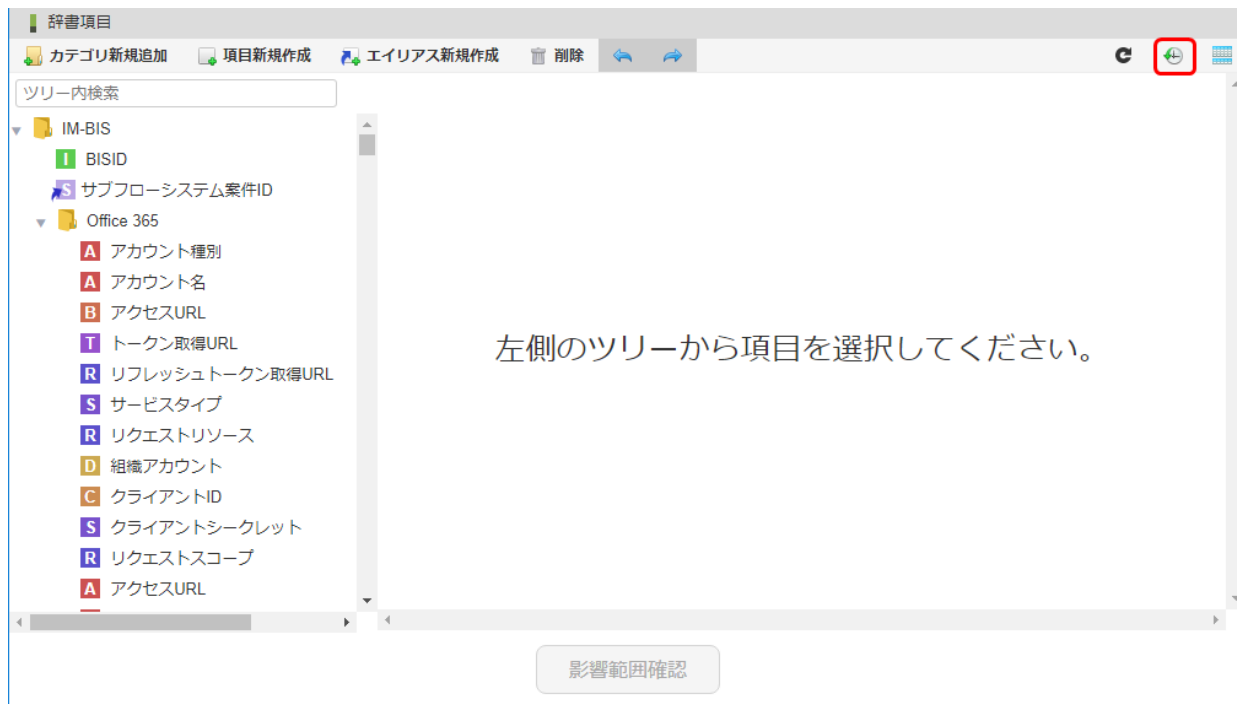 辞書項目
カテゴリ新規追加 項目新規作成 エイリアス新規作成 削除
ツリー内検索
IM-BIS
I BISID
S サブフローシステム案件ID
Office 365
A アカウント種別
A アカウント名
B アクセスURL
T トークン取得URL
R リフレッシュトークン取得URL
S サービスタイプ
R リクエストリソース
D 組織アカウント
C クライアントID
S クライアントシークレット
R リクエストスコープ
A アクセスURL
左側のツリーから項目を選択してください。
影響範囲確認